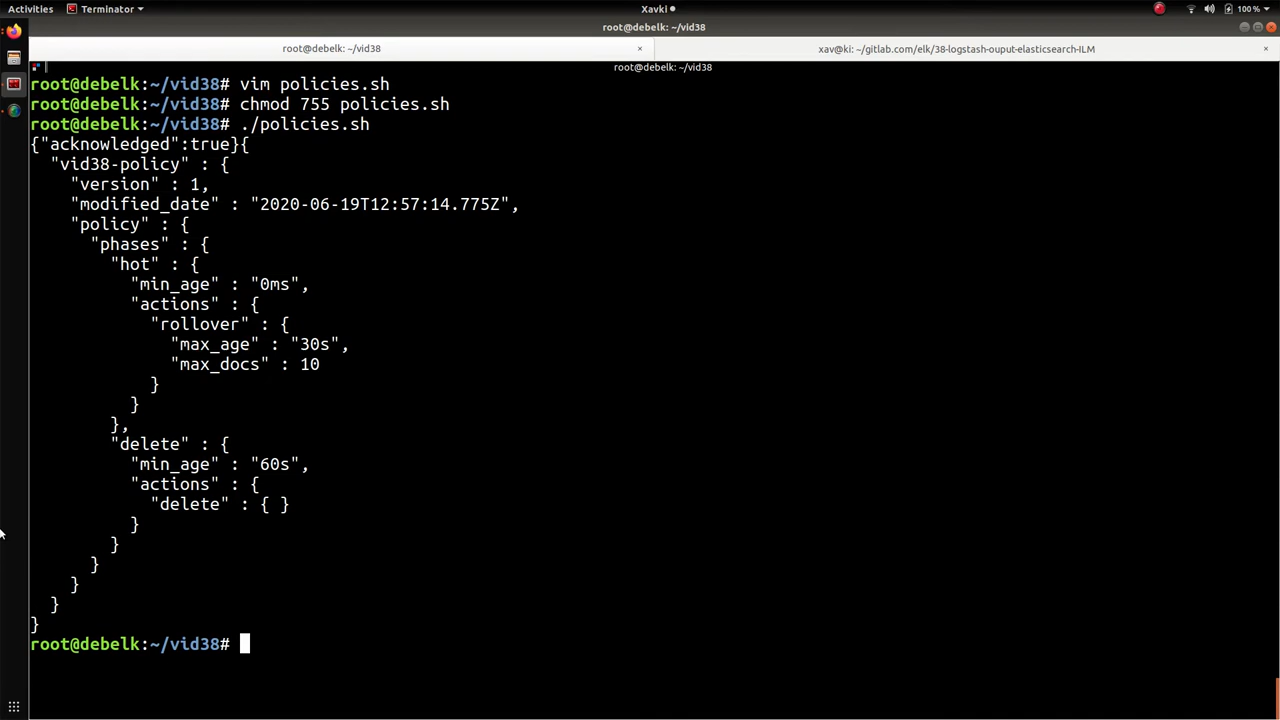 Activities
Terminator
Xavki
100%
root@debelk: ~/vid38
root@debelk: ~/vid38
xav@ki: ~/gitlab.com/elk/38-logstash-ouput-elasticsearch-ILM
root@debelk: ~/vid38
root@debelk:~/vid38# vim policies.sh
root@debelk:~/vid38# chmod 755 policies.sh
root@debelk:~/vid38# ./policies.sh
{"acknowledged":true}{
  "vid38-policy" : {
    "version" : 1,
    "modified_date" : "2020-06-19T12:57:14.775Z",
    "policy" : {
      "phases" : {
        "hot" : {
          "min_age" : "0ms",
          "actions" : {
            "rollover" : {
              "max_age" : "30s",
              "max_docs" : 10
            }
          }
        },
        "delete" : {
          "min_age" : "60s",
          "actions" : {
            "delete" : { }
          }
        }
      }
    }
  }
}
root@debelk:~/vid38#